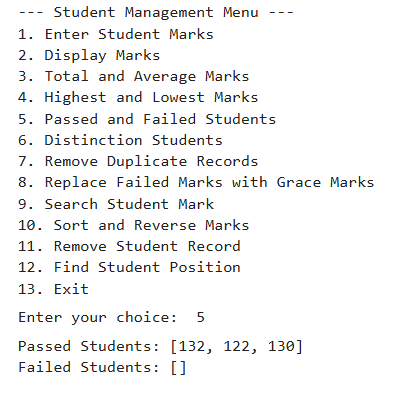 --- Student Management Menu ---
1. Enter Student Marks
2. Display Marks
3. Total and Average Marks
4. Highest and Lowest Marks
5. Passed and Failed Students
6. Distinction Students
7. Remove Duplicate Records
8. Replace Failed Marks with Grace Marks
9. Search Student Mark
10. Sort and Reverse Marks
11. Remove Student Record
12. Find Student Position
13. Exit
Enter your choice:  5
Passed Students: [132, 122, 130]
Failed Students: []